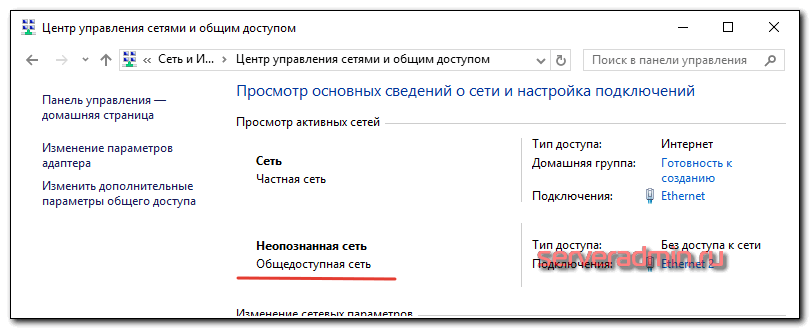 Центр управления сетями и общим доступом
« Сеть и И... > Центр управления сетями и общим доступом
Поиск в панели управления
Панель управления —
домашняя страница
Изменение параметров
адаптера
Изменить дополнительные
параметры общего доступа
Просмотр основных сведений о сети и настройка подключений
Просмотр активных сетей
Сеть
Частная сеть
Тип доступа: Интернет
Домашняя группа: Готовность к
созданию
Подключения: Ethernet
Неопознанная сеть
Общедоступная сеть
Тип доступа: Без доступа к сети
Подключения: Ethernet 2
serveradmin.ru
Изменение сетевых параметров